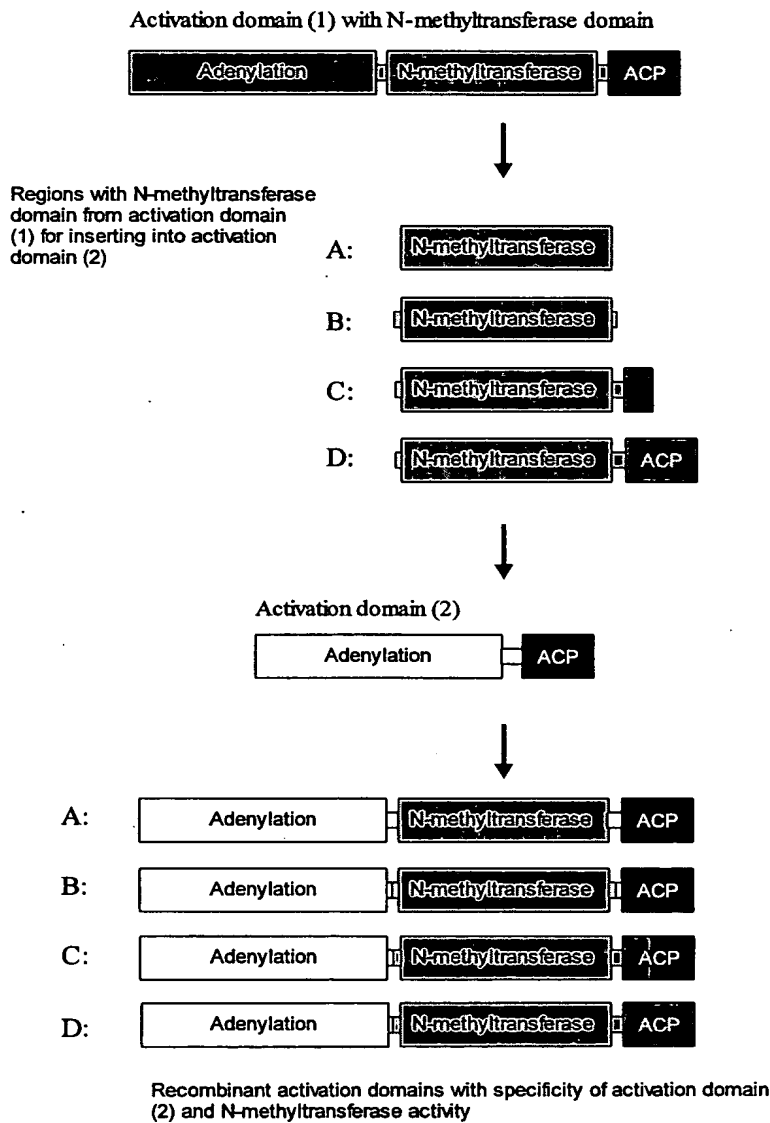 Activation domain (1) with N-methyltransferase domain
Adenylation N-methyltransferase ACP
Regions with N-methyltransferase
domain from activation domain
(1) for inserting into activation
domain (2)
A: N-methyltransferase
B: N-methyltransferase
C: N-methyltransferase
D: N-methyltransferase ACP
Activation domain (2)
Adenylation ACP
A: Adenylation N-methyltransferase ACP
B: Adenylation N-methyltransferase ACP
C: Adenylation N-methyltransferase ACP
D: Adenylation N-methyltransferase ACP
Recombinant activation domains with specificity of activation domain
(2) and N-methyltransferase activity